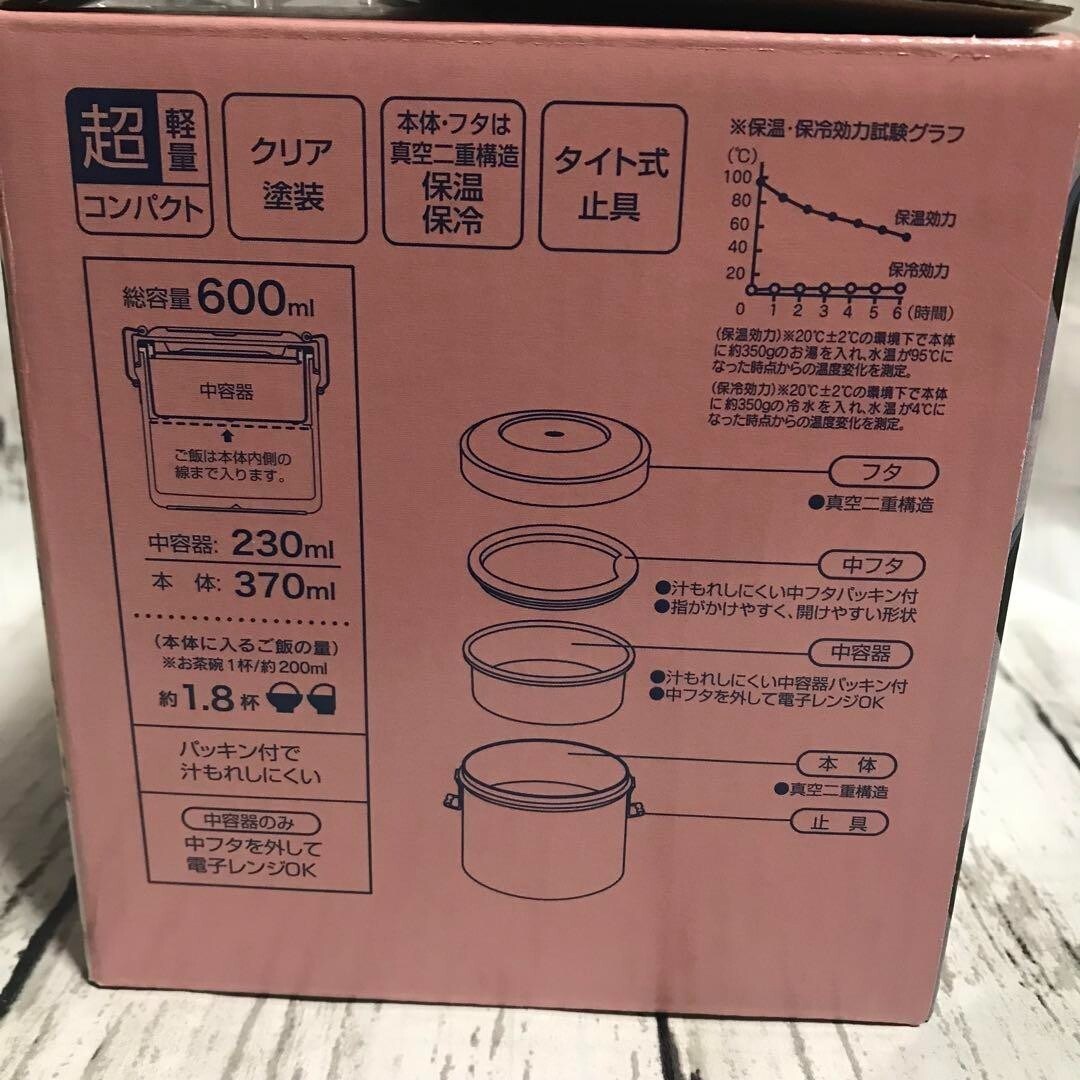 超
軽量
コンパクト
クリア
塗装
本体・フタは
真空二重構造
保温
保冷
タイト式
止具
※保温・保冷効力試験グラフ
(℃)
100
80
60
40
20
保温効力
保冷効力
0 1 2 3 4 5 6 (時間)
(保温効力)※20℃±2℃の環境下で本体
に約350gのお湯を入れ、水温が95℃に
なった時点からの温度変化を測定。
(保冷効力)※20℃±2℃の環境下で本体
に約350gの冷水を入れ、水温が4℃に
なった時点からの温度変化を測定。
総容量 600ml
中容器
ご飯は本体内側の
線まで入ります。
中容器: 230ml
本 体: 370ml
(本体に入るご飯の量)
※お茶碗1杯/約200ml
約1.8杯
パッキン付で
汁もれしにくい
中容器のみ
中フタを外して
電子レンジOK
フタ
●真空二重構造
中フタ
●汁もれしにくい中フタパッキン付
●指がかけやすく、開けやすい形状
中容器
●汁もれしにくい中容器パッキン付
●中フタを外して電子レンジOK
本 体
●真空二重構造
止 具